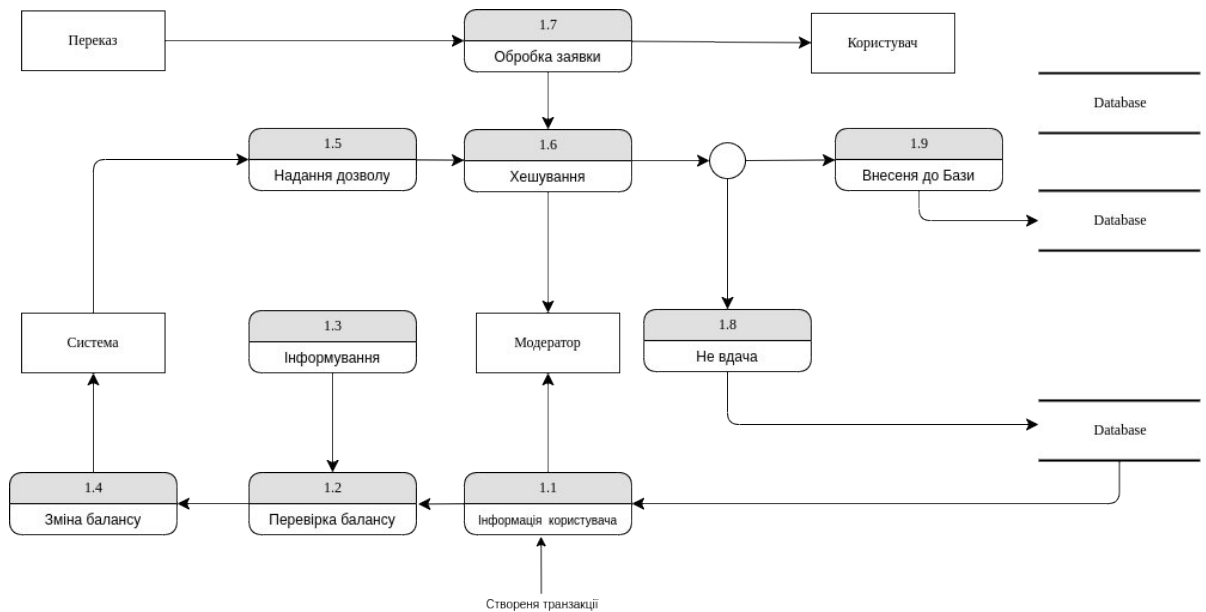 Переказ
1.7
Обробка заявки
Користувач
Database
1.5
Надання дозволу
1.6
Хешування
1.9
Внесеня до Бази
Database
Система
1.3
Інформування
Модератор
1.8
Не вдача
Database
1.4
Зміна балансу
1.2
Перевірка балансу
1.1
Інформація користувача
Створеня транзакції